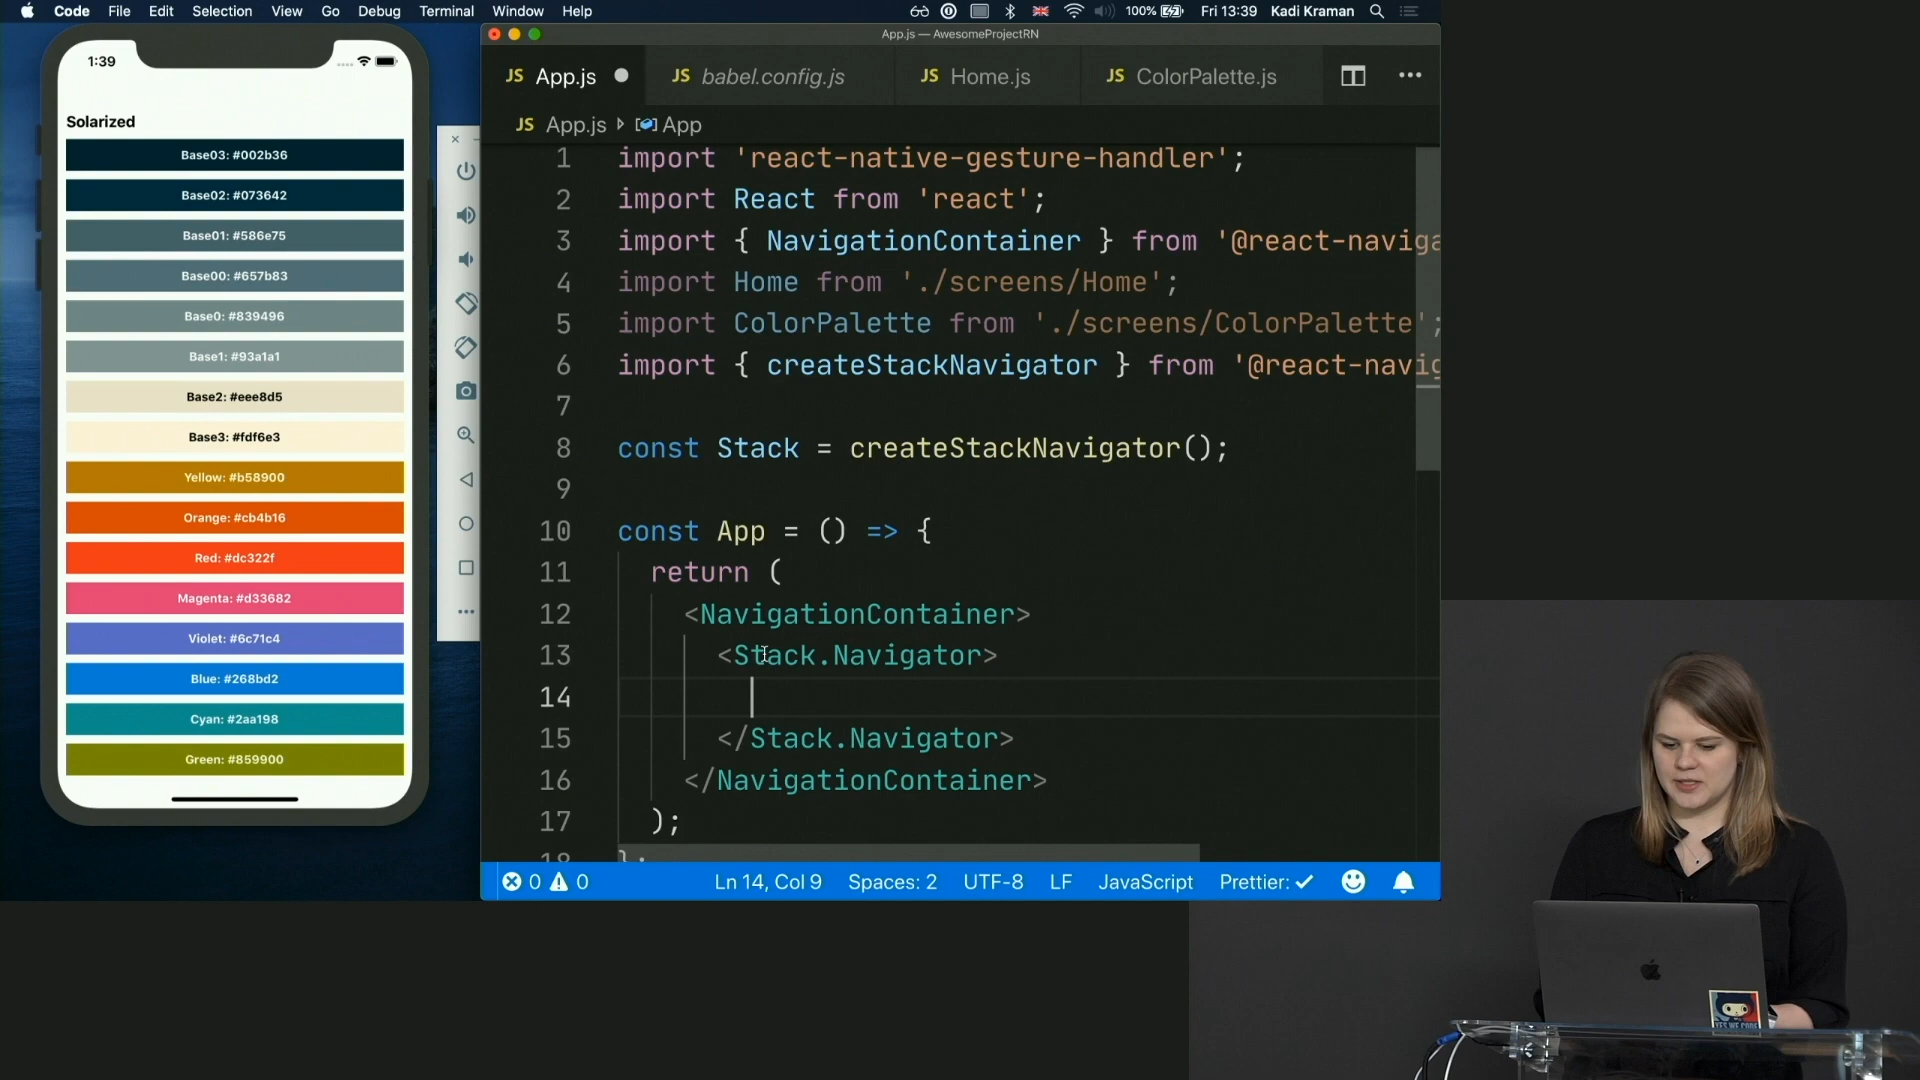 Code File Edit Selection View Go Debug Terminal Window Help
100% Fri 13:39 Kadi Kraman
App.js — AwesomeProjectRN
JS App.js
JS babel.config.js
JS Home.js
JS ColorPalette.js
JS App.js App
1 import 'react-native-gesture-handler';
2 import React from 'react';
3 import { NavigationContainer } from '@react-naviga
4 import Home from './screens/Home';
5 import ColorPalette from './screens/ColorPalette';
6 import { createStackNavigator } from '@react-navig
7
8 const Stack = createStackNavigator();
9
10 const App = () => {
11 return (
12 <NavigationContainer>
13 <Stack.Navigator>
14
15 </Stack.Navigator>
16 </NavigationContainer>
17 );
18 };
0 0 Ln 14, Col 9 Spaces: 2 UTF-8 LF JavaScript Prettier: ✓
1:39
Solarized
Base03: #002b36
Base02: #073642
Base01: #586e75
Base00: #657b83
Base0: #839496
Base1: #93a1a1
Base2: #eee8d5
Base3: #fdf6e3
Yellow: #b58900
Orange: #cb4b16
Red: #dc322f
Magenta: #d33682
Violet: #6c71c4
Blue: #268bd2
Cyan: #2aa198
Green: #859900
YES WE CODE